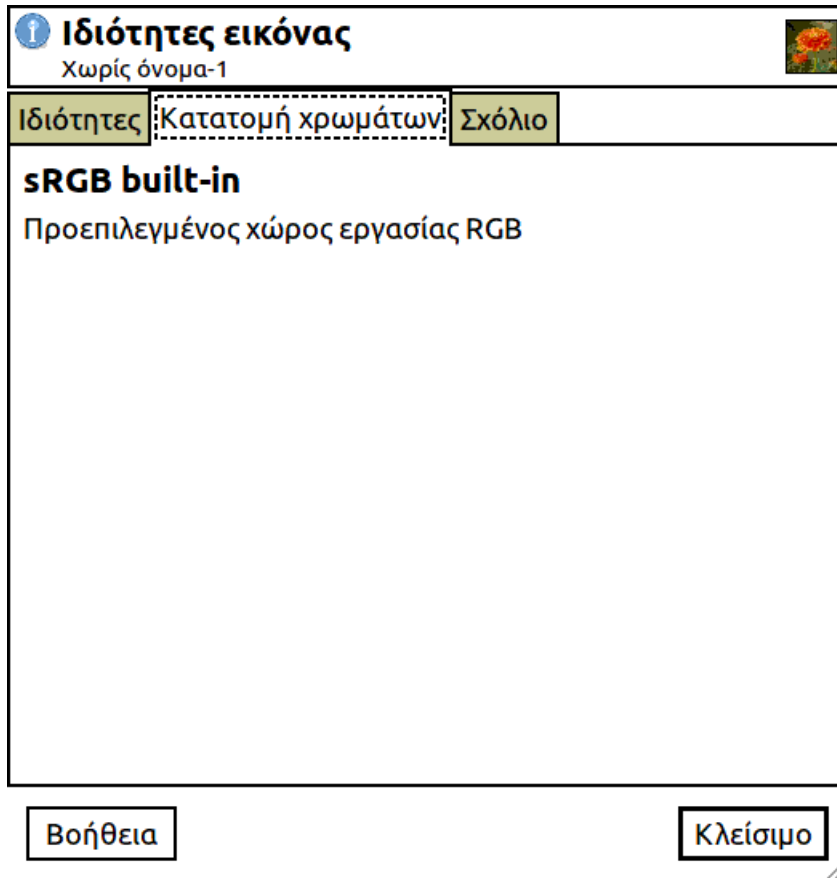 Ιδιότητες εικόνας
Χωρίς όνομα-1
Ιδιότητες Κατατομή χρωμάτων Σχόλιο
sRGB built-in
Προεπιλεγμένος χώρος εργασίας RGB
Βοήθεια Κλείσιμο